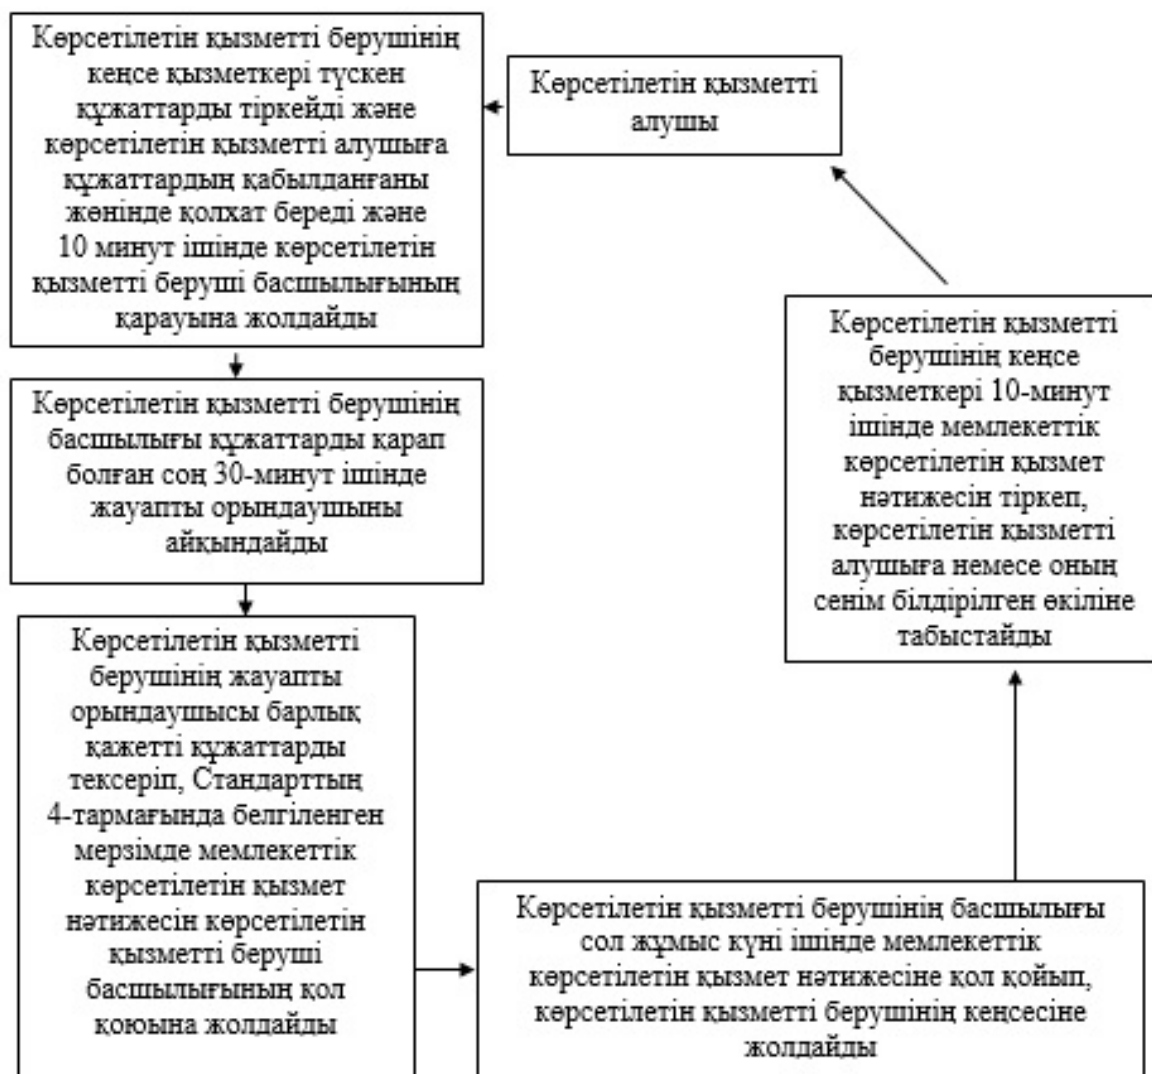 Көрсетілетін қызметті берушінің
кеңсе қызметкері түскен
құжаттарды тіркейді және
көрсетілетін қызметті алушыға
құжаттардың қабылданғаны
жөнінде қолхат береді және
10 минут ішінде көрсетілетін
қызметті беруші басшылығының
қарауына жолдайды
Көрсетілетін қызметті
алушы
Көрсетілетін қызметті берушінің
басшылығы құжаттарды қарап
болған соң 30-минут ішінде
жауапты орындаушыны
айқындайды
Көрсетілетін қызметті
берушінің жауапты
орындаушысы барлық
қажетті құжаттарды
тексеріп, Стандарттың
4-тармағында белгіленген
мерзімде мемлекеттік
көрсетілетін қызмет
нәтижесін көрсетілетін
қызметті беруші
басшылығының қол
қоюына жолдайды
Көрсетілетін қызметті берушінің басшылығы
сол жұмыс күні ішінде мемлекеттік
көрсетілетін қызмет нәтижесіне қол қойып,
көрсетілетін қызметті берушінің кеңсесіне
жолдайды
Көрсетілетін қызметті
берушінің кеңсе
қызметкері 10-минут
ішінде мемлекеттік
көрсетілетін қызмет
нәтижесін тіркеп,
көрсетілетін қызметті
алушыға немесе оның
сенім білдірілген өкіліне
табыстайды